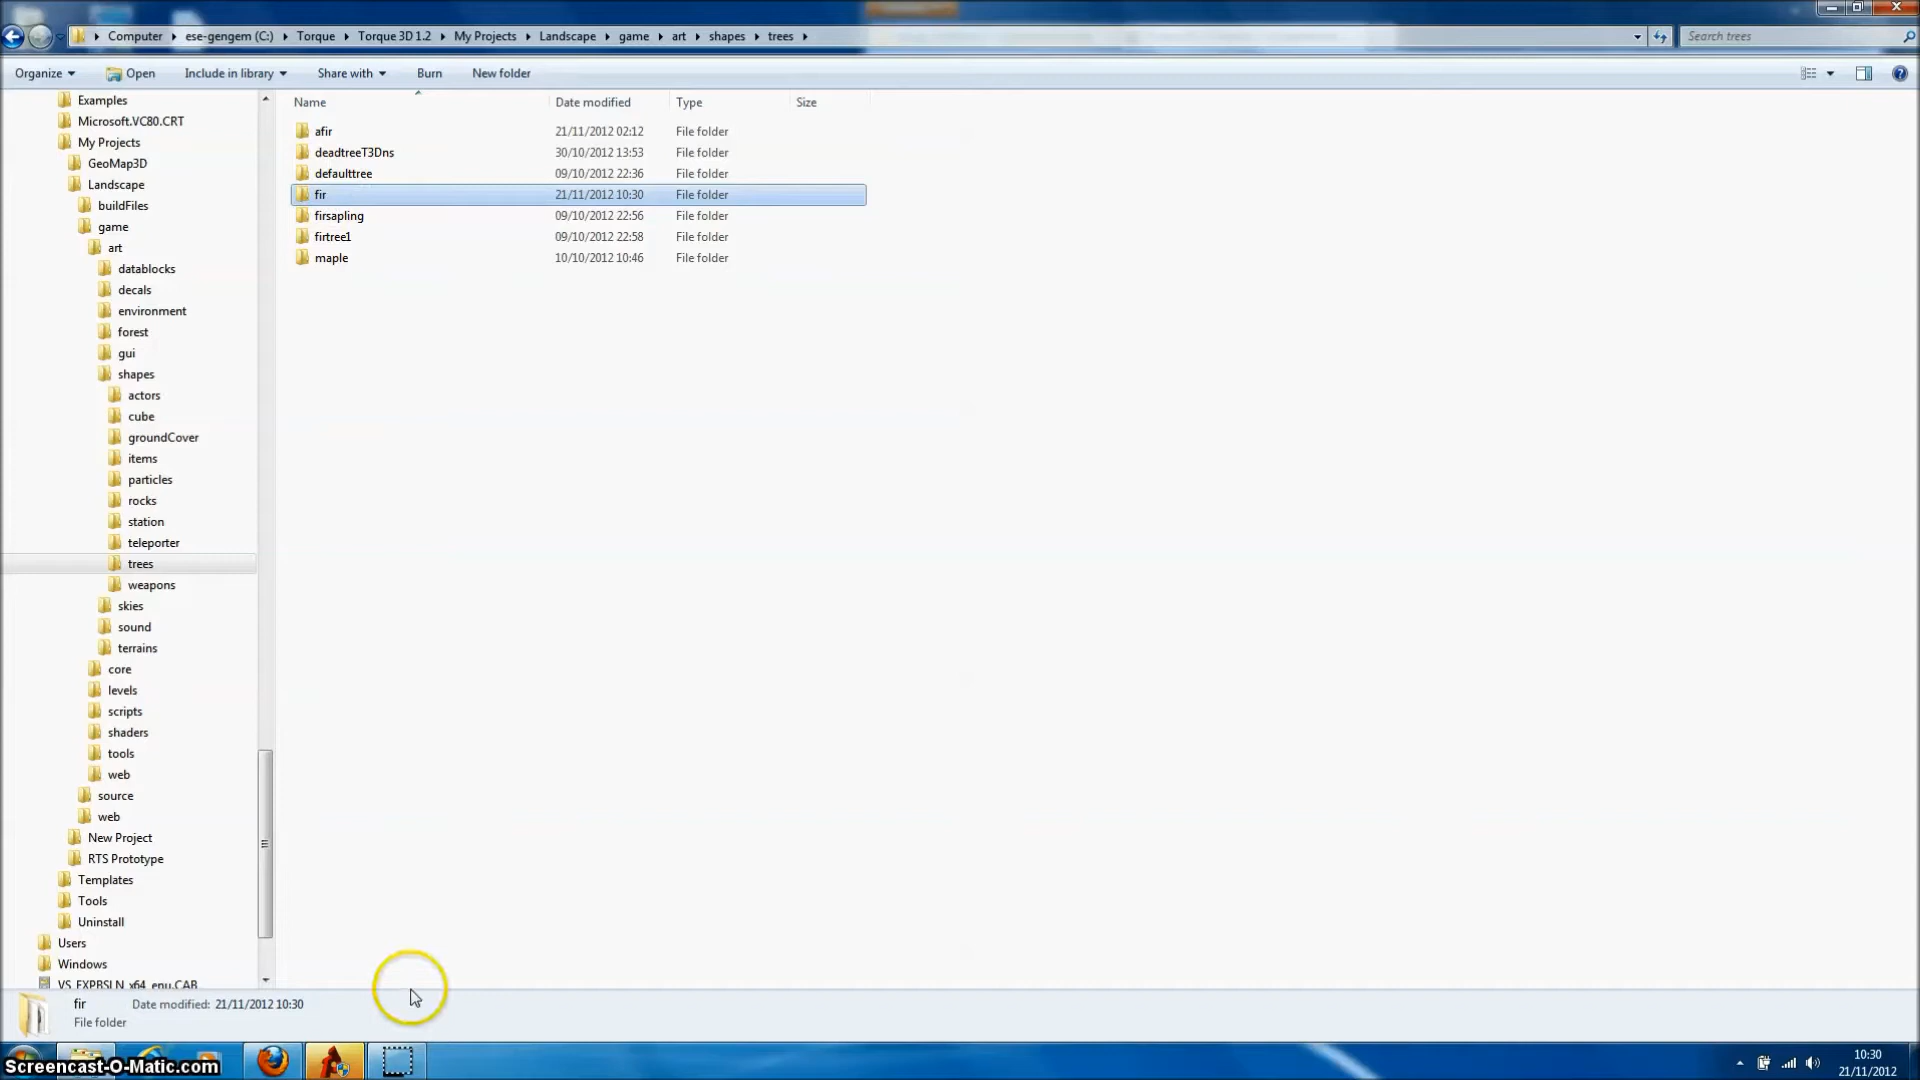 Computer ese-gengem (C:) Torque Torque 3D 1.2 My Projects Landscape game art shapes trees
Search trees
Organize Open Include in library Share with Burn New folder
Name Date modified Type Size
afir 21/11/2012 02:12 File folder
deadtreeT3Dns 30/10/2012 13:53 File folder
defaulttree 09/10/2012 22:36 File folder
fir 21/11/2012 10:30 File folder
firsapling 09/10/2012 22:56 File folder
firtree1 09/10/2012 22:58 File folder
maple 10/10/2012 10:46 File folder
Examples
Microsoft.VC80.CRT
My Projects
GeoMap3D
Landscape
buildFiles
game
art
datablocks
decals
environment
forest
gui
shapes
actors
cube
groundCover
items
particles
rocks
station
teleporter
trees
weapons
skies
sound
terrains
core
levels
scripts
shaders
tools
web
source
web
New Project
RTS Prototype
Templates
Tools
Uninstall
Users
Windows
VS_EXPBSLN_x64_enu.CAB
fir Date modified: 21/11/2012 10:30
File folder
Screencast-O-Matic.com
10:30
21/11/2012